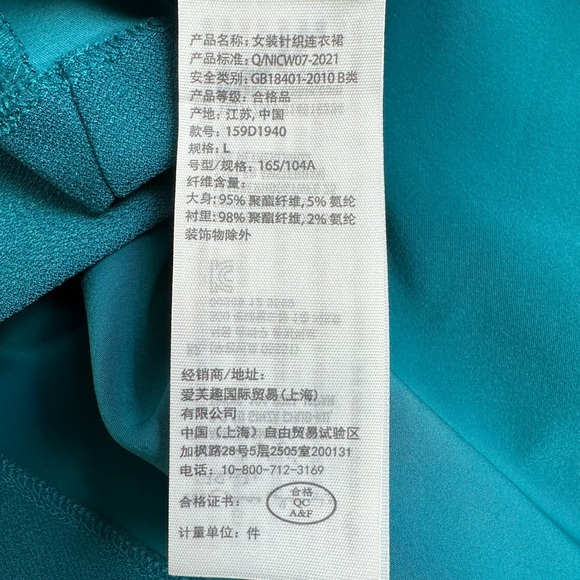 产品名称: 女装针织连衣裙
产品标准: Q/NICW07-2021
安全类别: GB18401-2010 B类
产品等级: 合格品
产地: 江苏, 中国
款号: 159D1940
规格: L
号型/规格: 165/104A
纤维含量:
大身: 95% 聚酯纤维, 5% 氨纶
衬里: 98% 聚酯纤维, 2% 氨纶
装饰物除外
经销商/地址:
爱芙趣国际贸易(上海)
有限公司
中国 (上海) 自由贸易试验区
加枫路28号5层2505室200131
电话: 10-800-712-3169
合格证书:
合格
QC
A&F
计量单位: 件